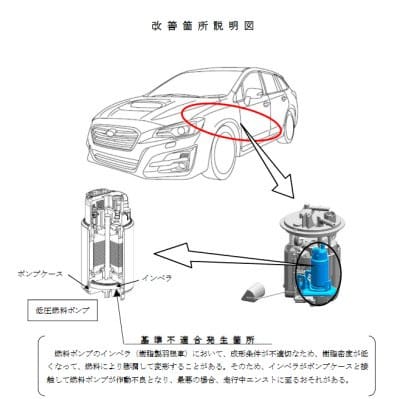 改善箇所説明図
ポンプケース
インペラ
低圧燃料ポンプ
基準不適合発生箇所
燃料ポンプのインペラ（樹脂製羽根車）において、成形条件が不適切なため、樹脂密度が低
くなって、燃料により膨潤して変形することがある。そのため、インペラがポンプケースと接
触して燃料ポンプが作動不良となり、最悪の場合、走行中エンストに至るおそれがある。